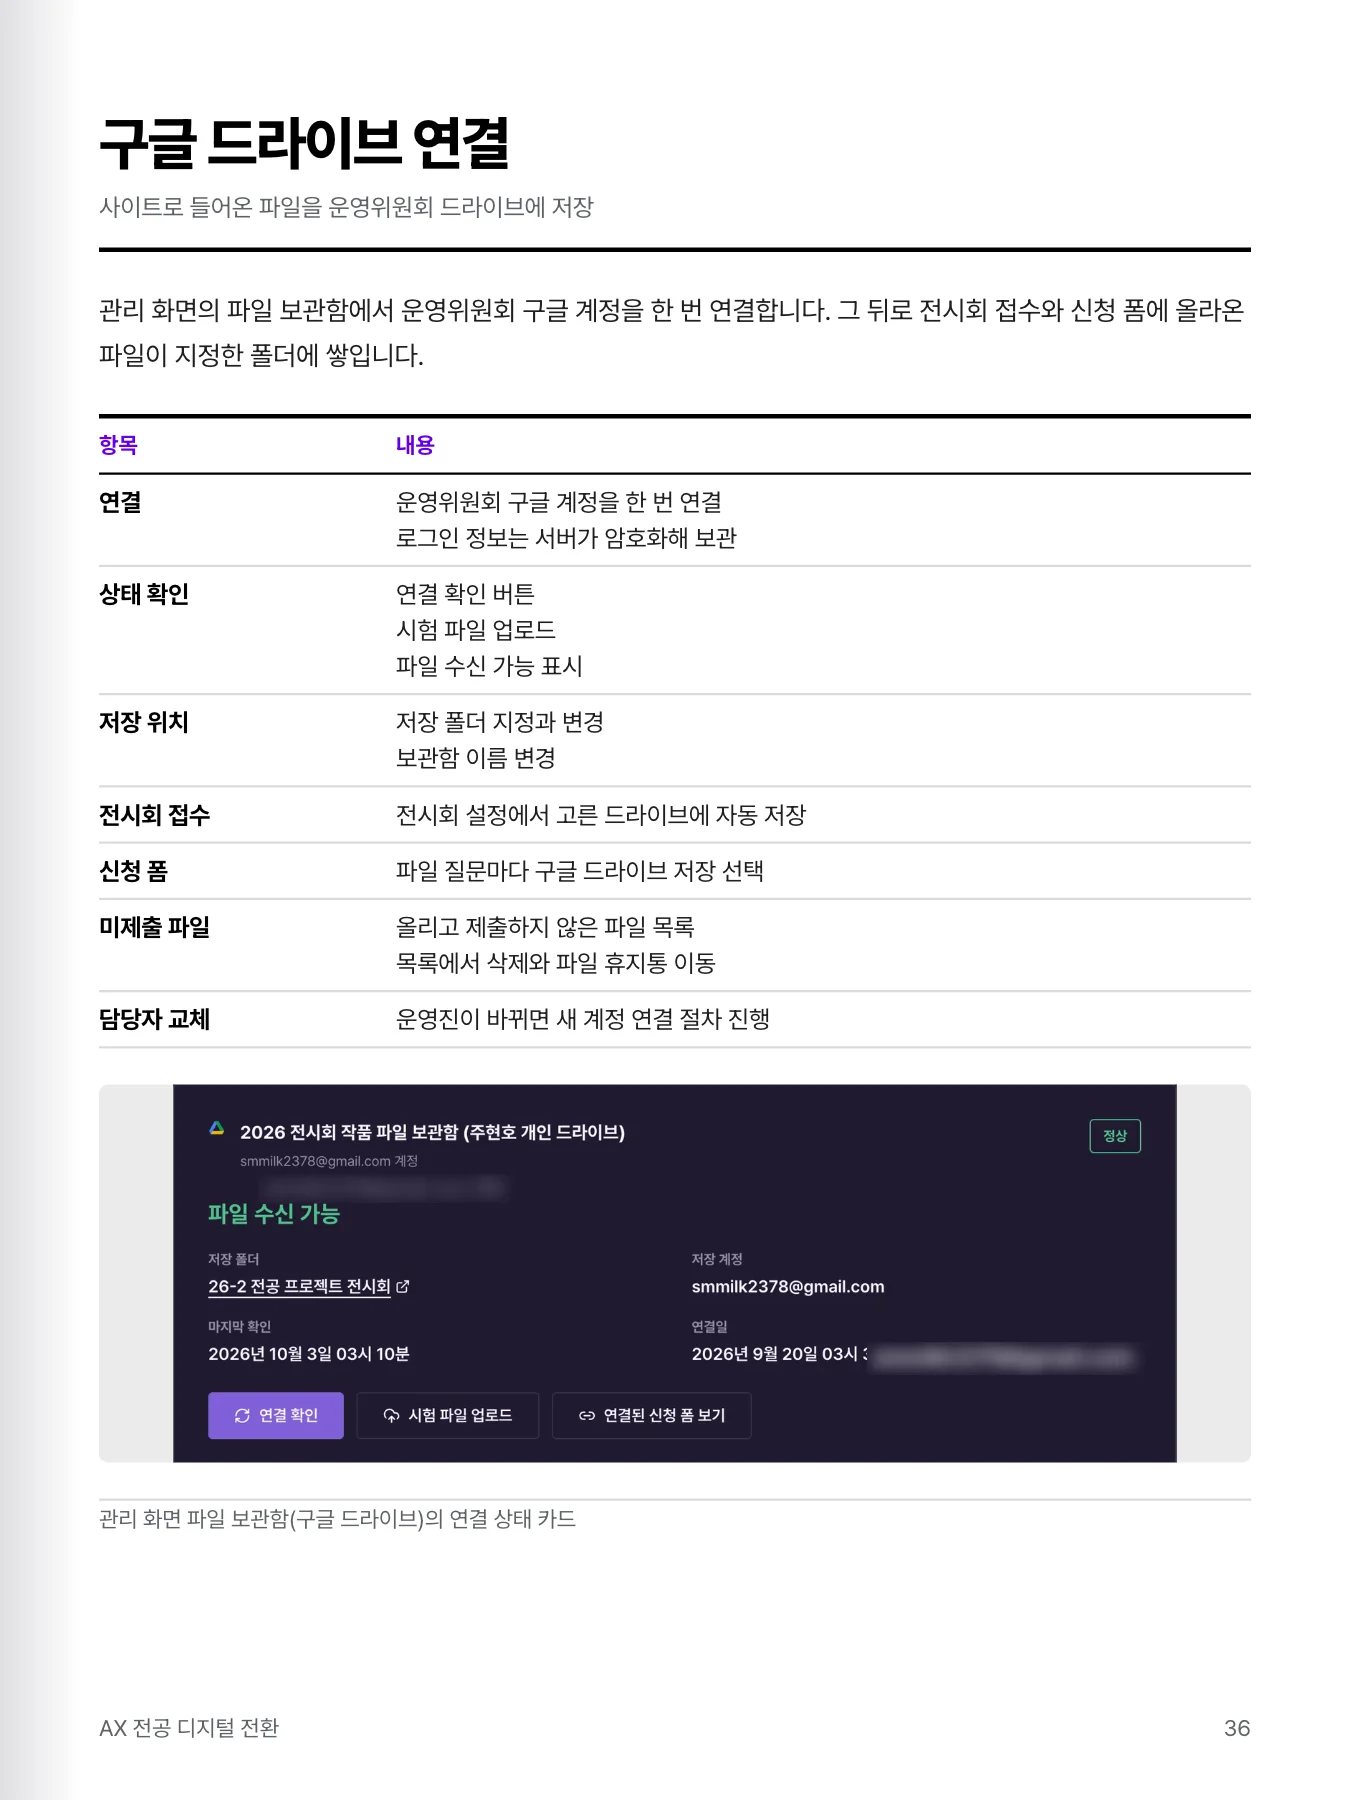 구글 드라이브 연결
사이트로 들어온 파일을 운영위원회 드라이브에 저장
관리 화면의 파일 보관함에서 운영위원회 구글 계정을 한 번 연결합니다. 그 뒤로 전시회 접수와 신청 폼에 올라온
파일이 지정한 폴더에 쌓입니다.
항목 내용
연결 운영위원회 구글 계정을 한 번 연결
로그인 정보는 서버가 암호화해 보관
상태 확인 연결 확인 버튼
시험 파일 업로드
파일 수신 가능 표시
저장 위치 저장 폴더 지정과 변경
보관함 이름 변경
전시회 접수 전시회 설정에서 고른 드라이브에 자동 저장
신청 폼 파일 질문마다 구글 드라이브 저장 선택
미제출 파일 올리고 제출하지 않은 파일 목록
목록에서 삭제와 파일 휴지통 이동
담당자 교체 운영진이 바뀌면 새 계정 연결 절차 진행
2026 전시회 작품 파일 보관함 (주현호 개인 드라이브) 정상
smmilk2378@gmail.com 계정
파일 수신 가능
저장 폴더 저장 계정
26-2 전공 프로젝트 전시회 smmilk2378@gmail.com
마지막 확인 연결일
2026년 10월 3일 03시 10분 2026년 9월 20일 03시
연결 확인 시험 파일 업로드 연결된 신청 폼 보기
관리 화면 파일 보관함(구글 드라이브)의 연결 상태 카드
AX 전공 디지털 전환 36